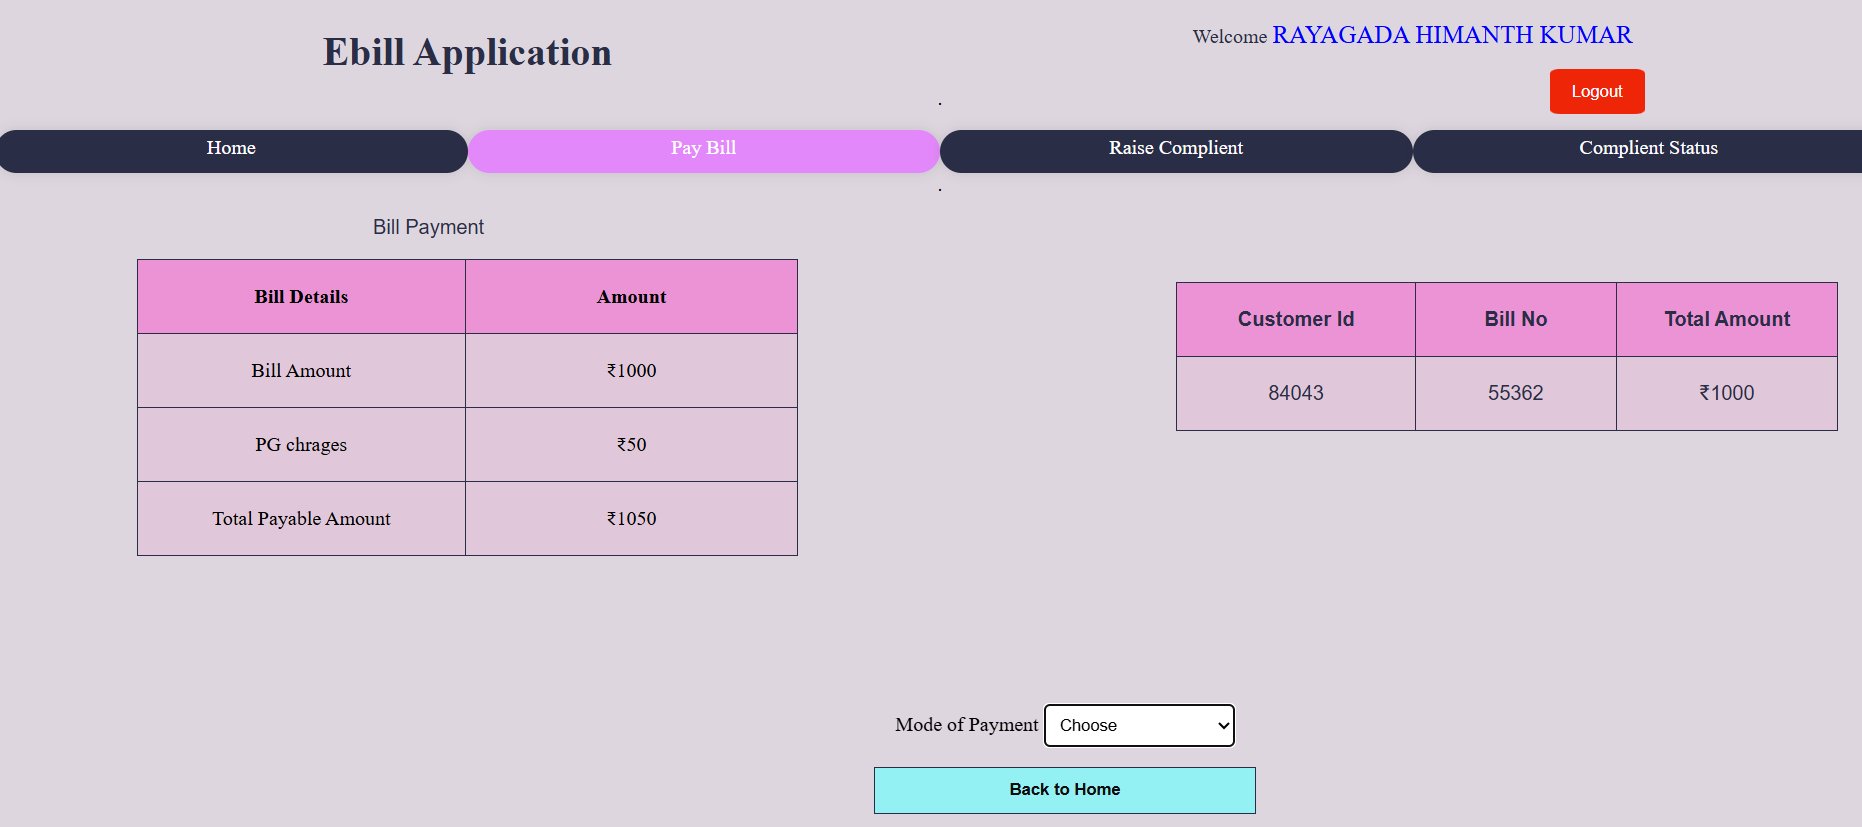 Ebill Application
Welcome RAYAGADA HIMANTH KUMAR
Logout
.
Home Pay Bill Raise Complient Complient Status
.
Bill Payment
Bill Details Amount
Bill Amount ₹1000
PG chrages ₹50
Total Payable Amount ₹1050
Customer Id Bill No Total Amount
84043 55362 ₹1000
Mode of Payment Choose
Back to Home